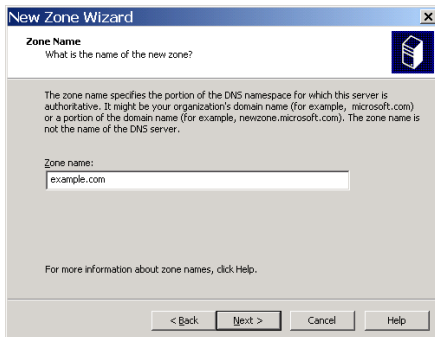 New Zone Wizard
Zone Name
What is the name of the new zone?
The zone name specifies the portion of the DNS namespace for which this server is
authoritative. It might be your organization's domain name (for example, microsoft.com)
or a portion of the domain name (for example, newzone.microsoft.com). The zone name is
not the name of the DNS server.
Zone name:
example.com
For more information about zone names, click Help.
< Back Next > Cancel Help